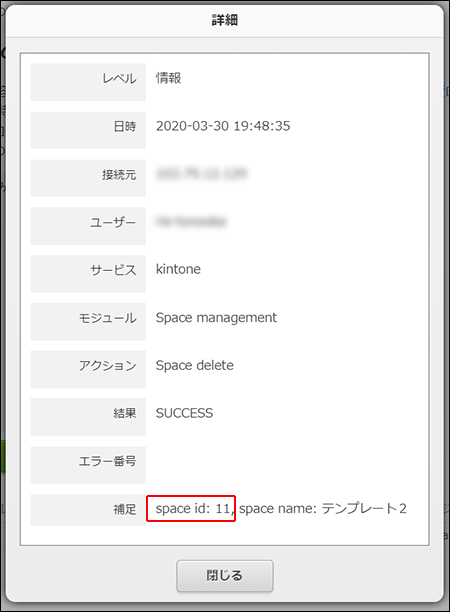 詳細
レベル 情報
日時 2020-03-30 19:48:35
接続元
ユーザー
サービス kintone
モジュール Space management
アクション Space delete
結果 SUCCESS
エラー番号
補足 space id: 11, space name: テンプレート２
閉じる